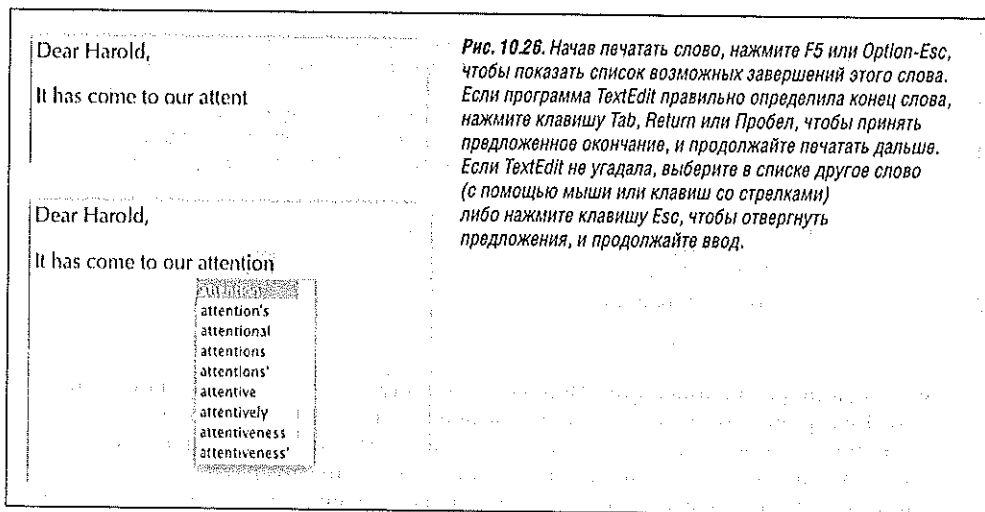 Dear Harold,
It has come to our attent
Dear Harold,
It has come to our attention
attention
attention's
attentional
attentions
attentions'
attentive
attentively
attentiveness
attentiveness'
Рис. 10.26. Начав печатать слово, нажмите F5 или Option-Esc,
чтобы показать список возможных завершений этого слова.
Если программа TextEdit правильно определила конец слова,
нажмите клавишу Tab, Return или Пробел, чтобы принять
предложенное окончание, и продолжайте печатать дальше.
Если TextEdit не угадала, выберите в списке другое слово
(с помощью мыши или клавиш со стрелками)
либо нажмите клавишу Esc, чтобы отвергнуть
предложения, и продолжайте ввод.